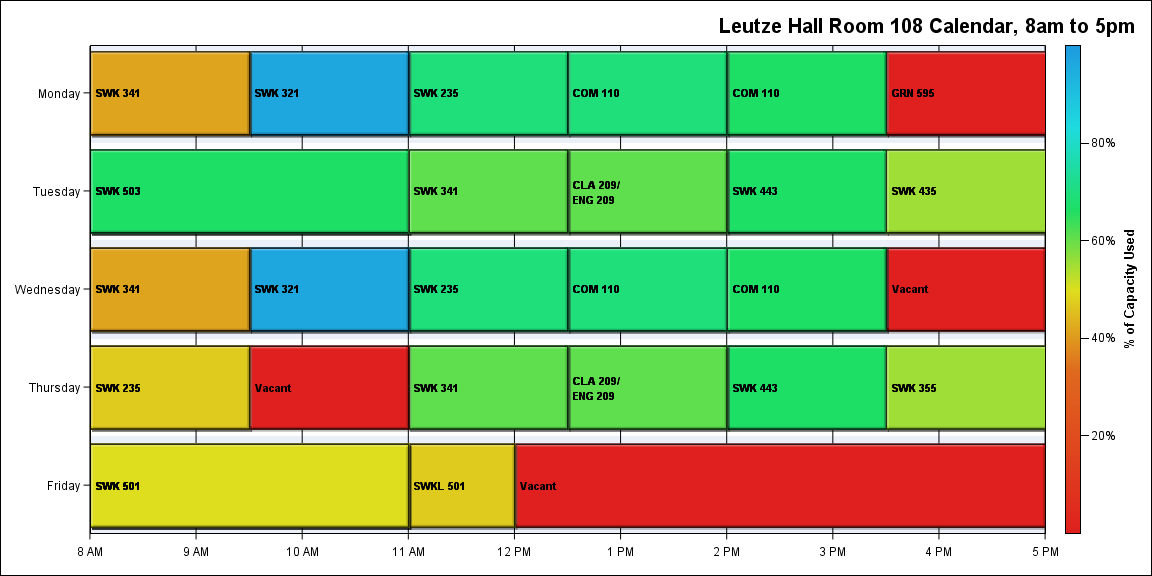 Leutze Hall Room 108 Calendar, 8am to 5pm
Monday
SWK 341
SWK 321
SWK 235
COM 110
COM 110
GRN 595
Tuesday
SWK 503
SWK 341
CLA 209/
ENG 209
SWK 443
SWK 435
Wednesday
SWK 341
SWK 321
SWK 235
COM 110
COM 110
Vacant
Thursday
SWK 235
Vacant
SWK 341
CLA 209/
ENG 209
SWK 443
SWK 355
Friday
SWK 501
SWKL 501
Vacant
8 AM
9 AM
10 AM
11 AM
12 PM
1 PM
2 PM
3 PM
4 PM
5 PM
80%
60%
40%
20%
% of Capacity Used